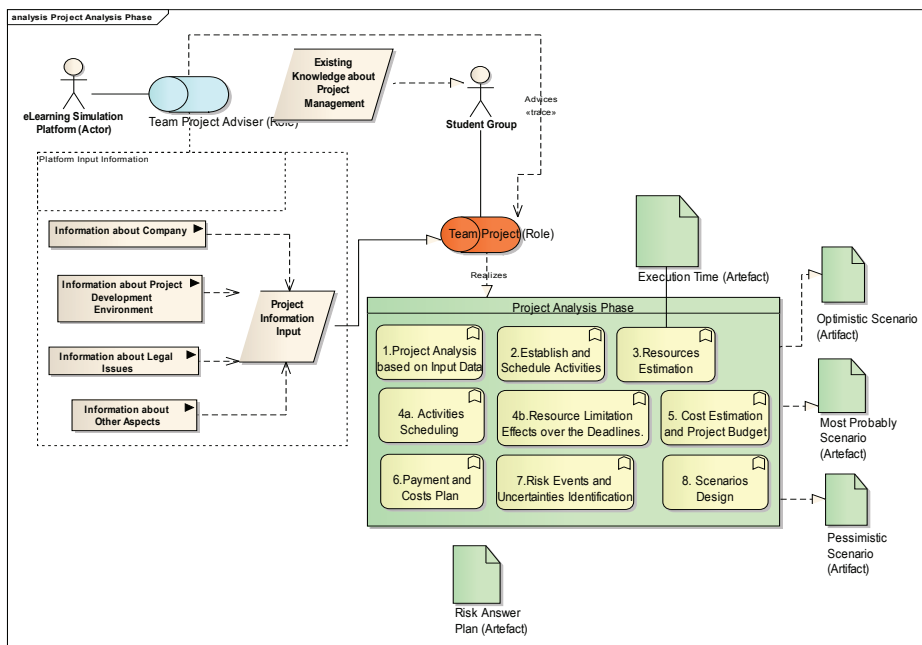 analysis Project Analysis Phase
Existing
Knowledge about
Project
Management
eLearning Simulation
Platform (Actor)
Team Project Adviser (Role)
Student Group
Advices
«trace»
Platform Input Information
Information about Company
Information about Project
Development
Environment
Information about Legal
Issues
Information about
Other Aspects
Project
Information
Input
Team Project (Role)
Realizes
Execution Time (Artefact)
Optimistic Scenario
(Artifact)
Most Probably
Scenario
(Artefact)
Pessimistic
Scenario
(Artifact)
Project Analysis Phase
1.Project Analysis
based on Input Data
2.Establish and
Schedule Activities
3.Resources
Estimation
4a. Activities
Scheduling
4b.Resource Limitation
Effects over the Deadlines.
5. Cost Estimation
and Project Budget
6.Payment and
Costs Plan
7.Risk Events and
Uncertainties Identification
8. Scenarios
Design
Risk Answer
Plan (Artefact)